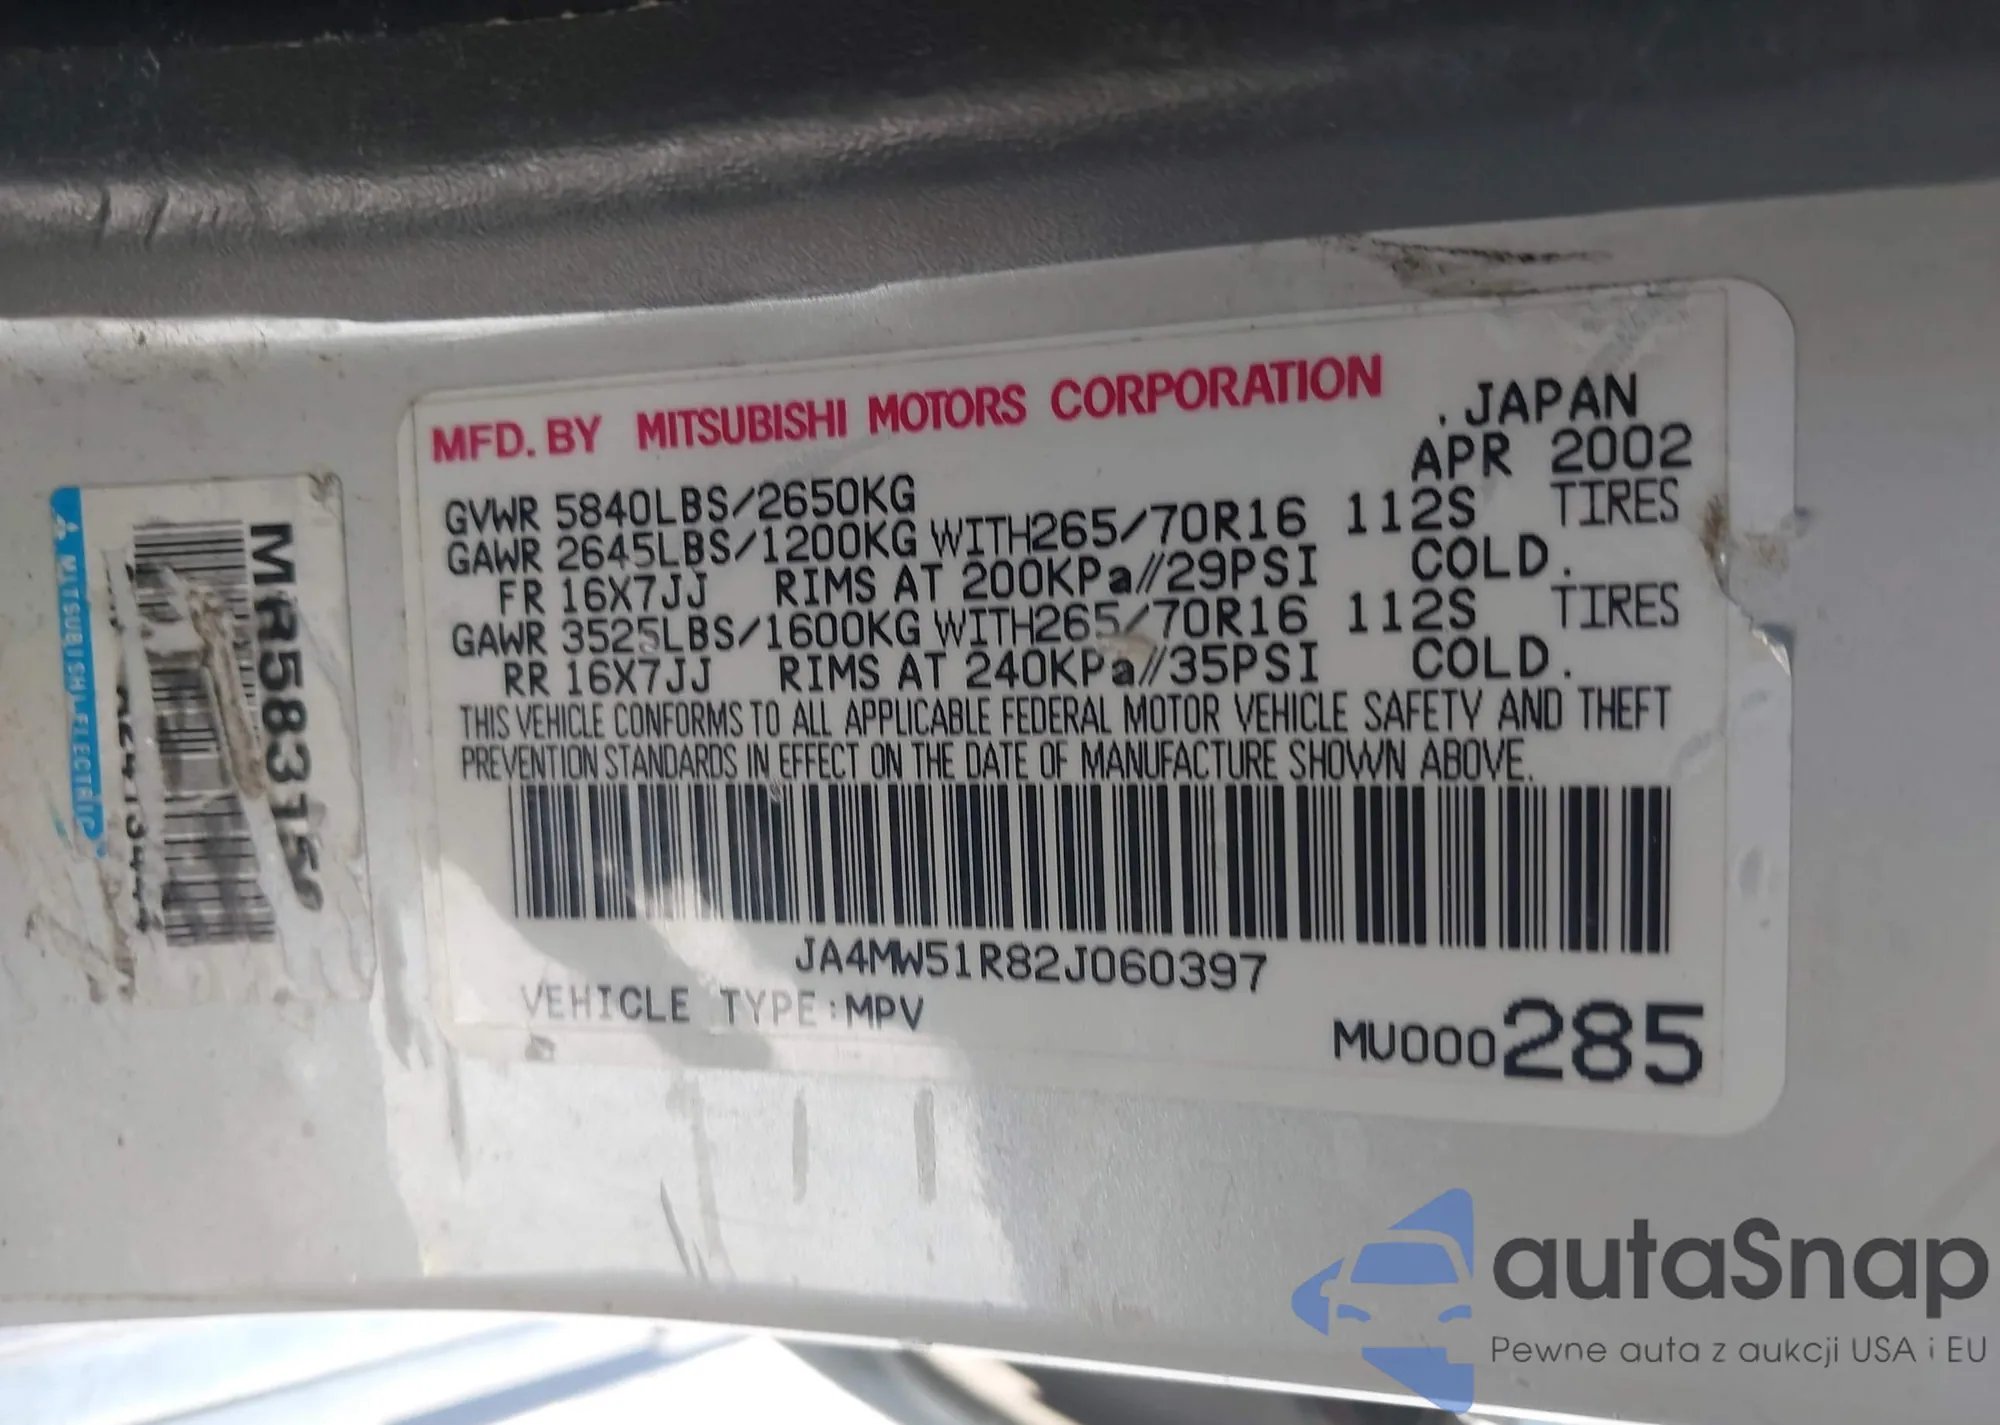 MFD. BY MITSUBISHI MOTORS CORPORATION
. JAPAN
APR 2002
GVWR 5840LBS/2650KG
GAWR 2645LBS/1200KG WITH265/70R16 112S TIRES
FR 16X7JJ RIMS AT 200KPa//29PSI COLD.
GAWR 3525LBS/1600KG WITH265/70R16 112S TIRES
RR 16X7JJ RIMS AT 240KPa//35PSI COLD.
THIS VEHICLE CONFORMS TO ALL APPLICABLE FEDERAL MOTOR VEHICLE SAFETY AND THEFT
PREVENTION STANDARDS IN EFFECT ON THE DATE OF MANUFACTURE SHOWN ABOVE.
JA4MW51R82J060397
VEHICLE TYPE:MPV
MU000285
MITSUBISHI ELECTRIC
autaSnap
Pewne auta z aukcji USA i EU